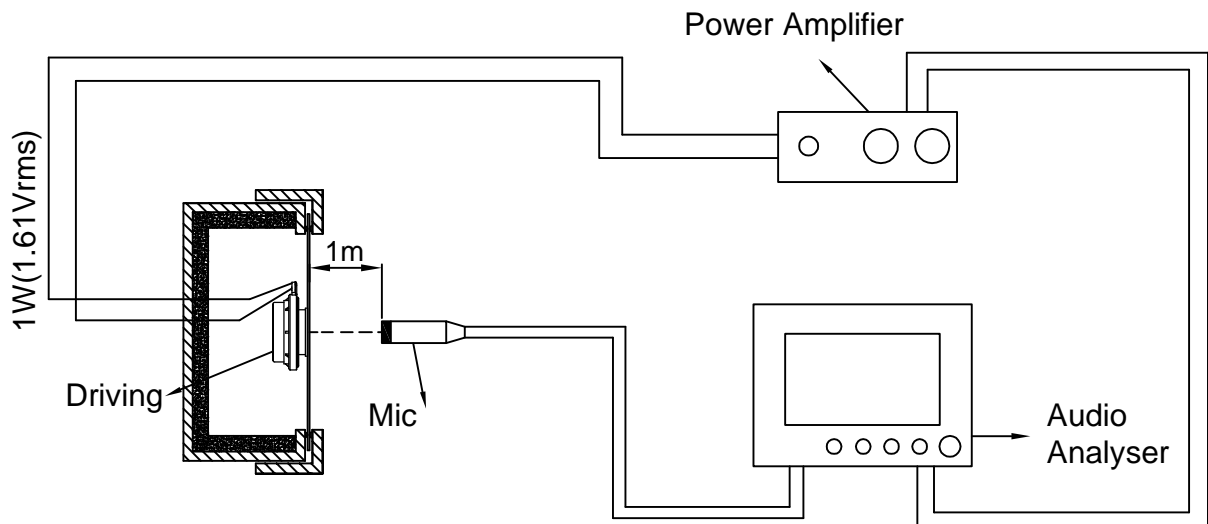 Power Amplifier
1W(1.61Vrms)
1m
Driving
Mic
Audio
Analyser